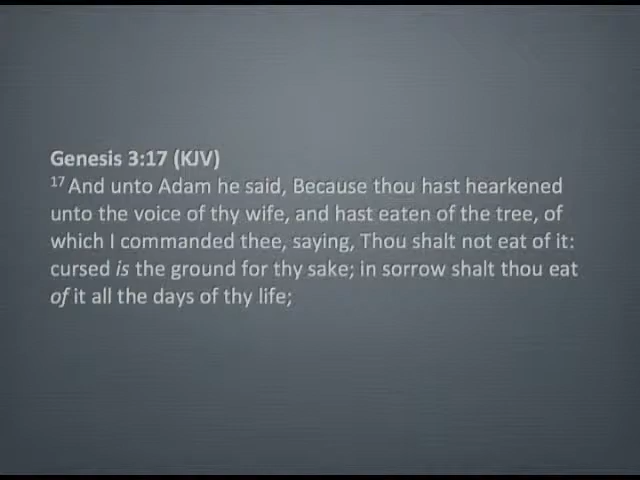 Genesis 3:17 (KJV)
17 And unto Adam he said, Because thou hast hearkened
unto the voice of thy wife, and hast eaten of the tree, of
which I commanded thee, saying, Thou shalt not eat of it:
cursed is the ground for thy sake; in sorrow shalt thou eat
of it all the days of thy life;